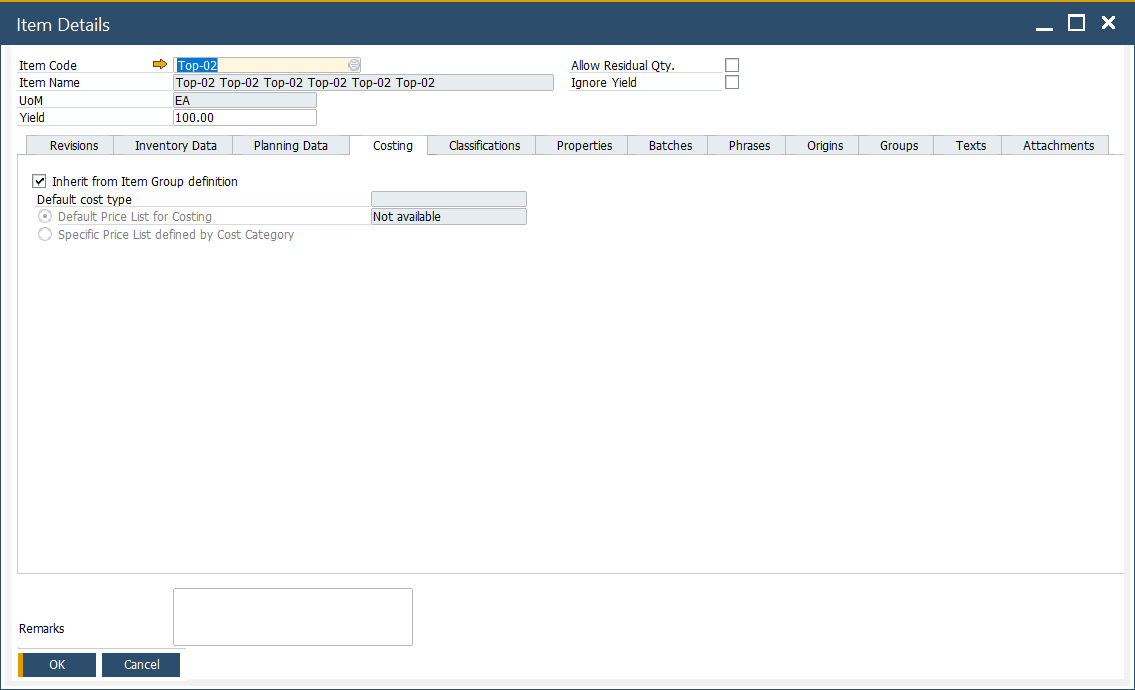 Item Details
Item Code Top-02 Allow Residual Qty.
Item Name Top-02 Top-02 Top-02 Top-02 Top-02 Top-02 Ignore Yield
UoM EA
Yield 100.00
Revisions Inventory Data Planning Data Costing Classifications Properties Batches Phrases Origins Groups Texts Attachments
Inherit from Item Group definition
Default cost type
Default Price List for Costing Not available
Specific Price List defined by Cost Category
Remarks
OK Cancel